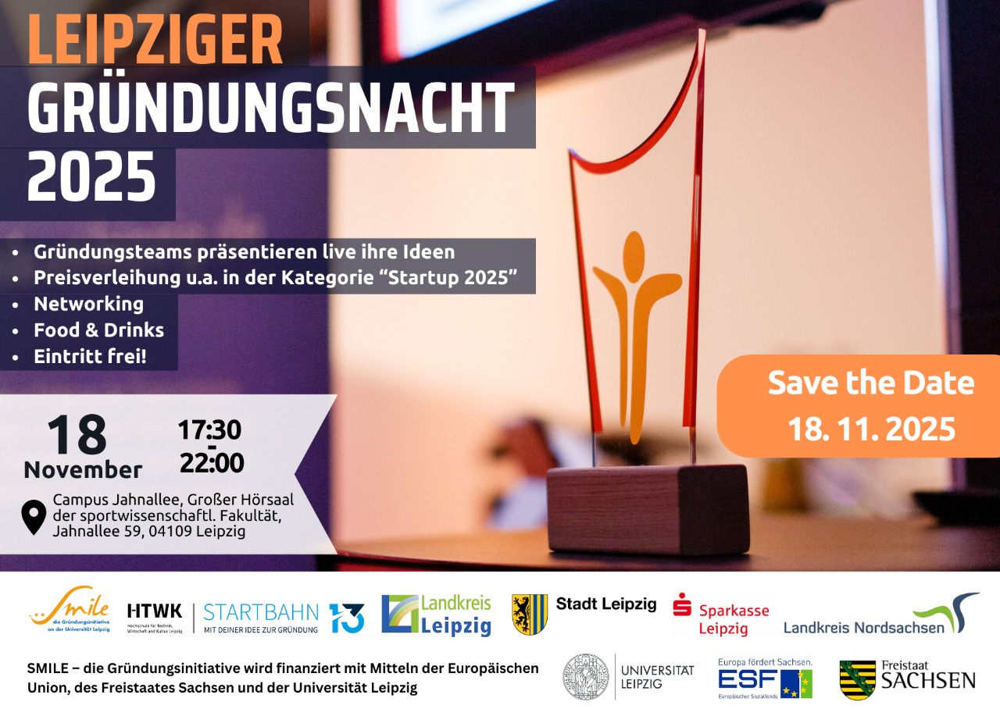 LEIPZIGER
GRÜNDUNGSNACHT
2025
• Gründungsteams präsentieren live ihre Ideen
• Preisverleihung u.a. in der Kategorie “Startup 2025”
• Networking
• Food & Drinks
• Eintritt frei!
18
November
17:30
-
22:00
Campus Jahnallee, Großer Hörsaal
der sportwissenschaftl. Fakultät,
Jahnallee 59, 04109 Leipzig
Save the Date
18. 11. 2025
Smile
die Gründungsinitiative
an der Universität Leipzig
HTWK
Hochschule für Technik,
Wirtschaft und Kultur Leipzig
STARTBAHN 13
MIT DEINER IDEE ZUR GRÜNDUNG
Landkreis
Leipzig
Stadt Leipzig
Sparkasse
Leipzig
Landkreis Nordsachsen
SMILE – die Gründungsinitiative wird finanziert mit Mitteln der Europäischen
Union, des Freistaates Sachsen und der Universität Leipzig
UNIVERSITÄT
LEIPZIG
Europa fördert Sachsen.
ESF
Europäischer Sozialfonds
Freistaat
SACHSEN